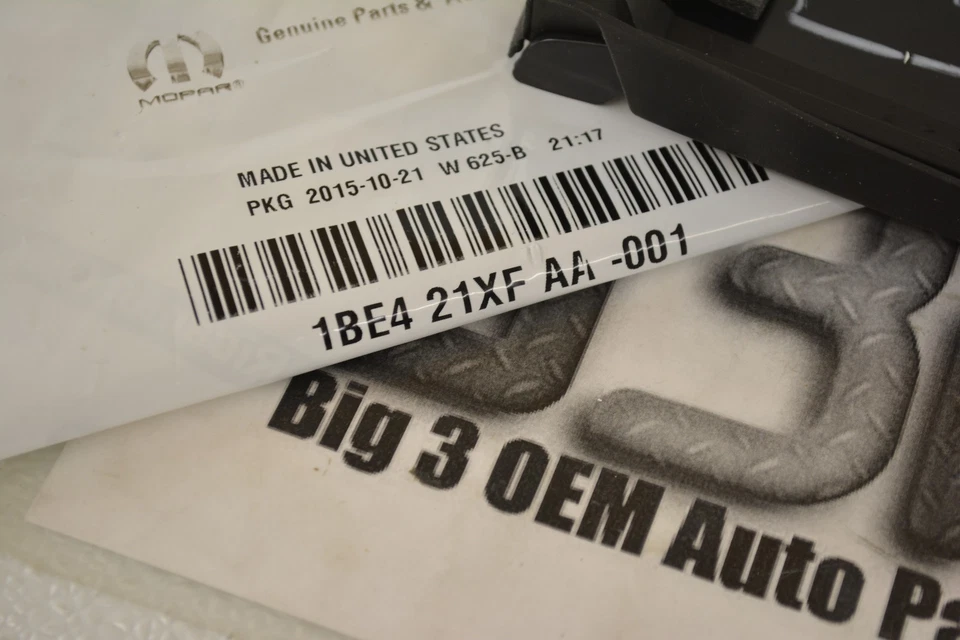 Genuine Parts &
MOPAR®
MADE IN UNITED STATES
PKG 2015-10-21 W 625-B 21:17
1BE4 21XF AA -001
Big 3 OEM Auto Pa